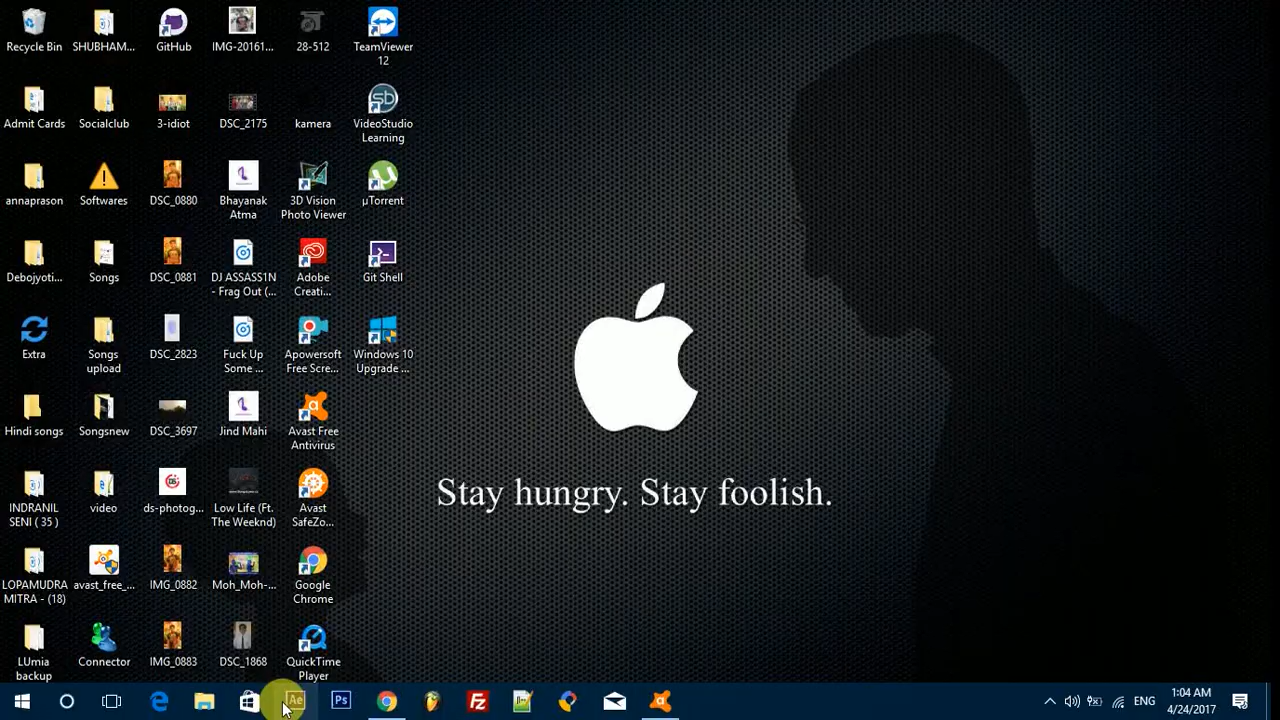 Recycle Bin
SHUBHAM...
GitHub
IMG-20161...
28-512
TeamViewer
12
Admit Cards
Socialclub
3-idiot
DSC_2175
kamera
VideoStudio
Learning
annaprason
Softwares
DSC_0880
Bhayanak
Atma
3D Vision
Photo Viewer
µTorrent
Debojyoti...
Songs
DSC_0881
DJ ASSASS1N
- Frag Out (...
Adobe
Creati...
Git Shell
Extra
Songs
upload
DSC_2823
Fuck Up
Some ...
Apowersoft
Free Scre...
Windows 10
Upgrade ...
Hindi songs
Songsnew
DSC_3697
Jind Mahi
Avast Free
Antivirus
INDRANIL
SENI ( 35 )
video
ds-photog...
Low Life (Ft.
The Weeknd)
Avast
SafeZo...
LOPAMUDRA
MITRA - (18)
avast_free_...
IMG_0882
Moh_Moh-...
Google
Chrome
LUmia
backup
Connector
IMG_0883
DSC_1868
QuickTime
Player
Stay hungry. Stay foolish.
Ae
Ps
Fz
ENG
1:04 AM
4/24/2017